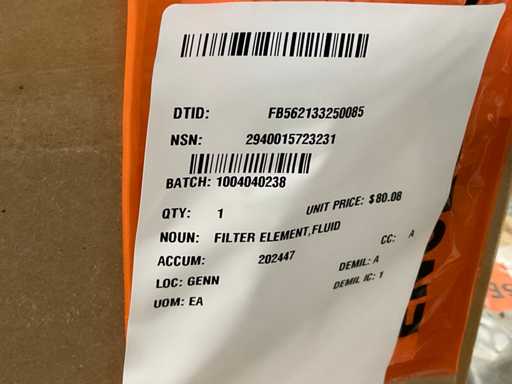 DTID: FB562133250085
NSN: 2940015723231
BATCH: 1004040238
QTY: 1 UNIT PRICE: $80.08
NOUN: FILTER ELEMENT,FLUID
ACCUM: 202447 CC: A
LOC: GENN DEMIL: A
UOM: EA DEMIL IC: 1